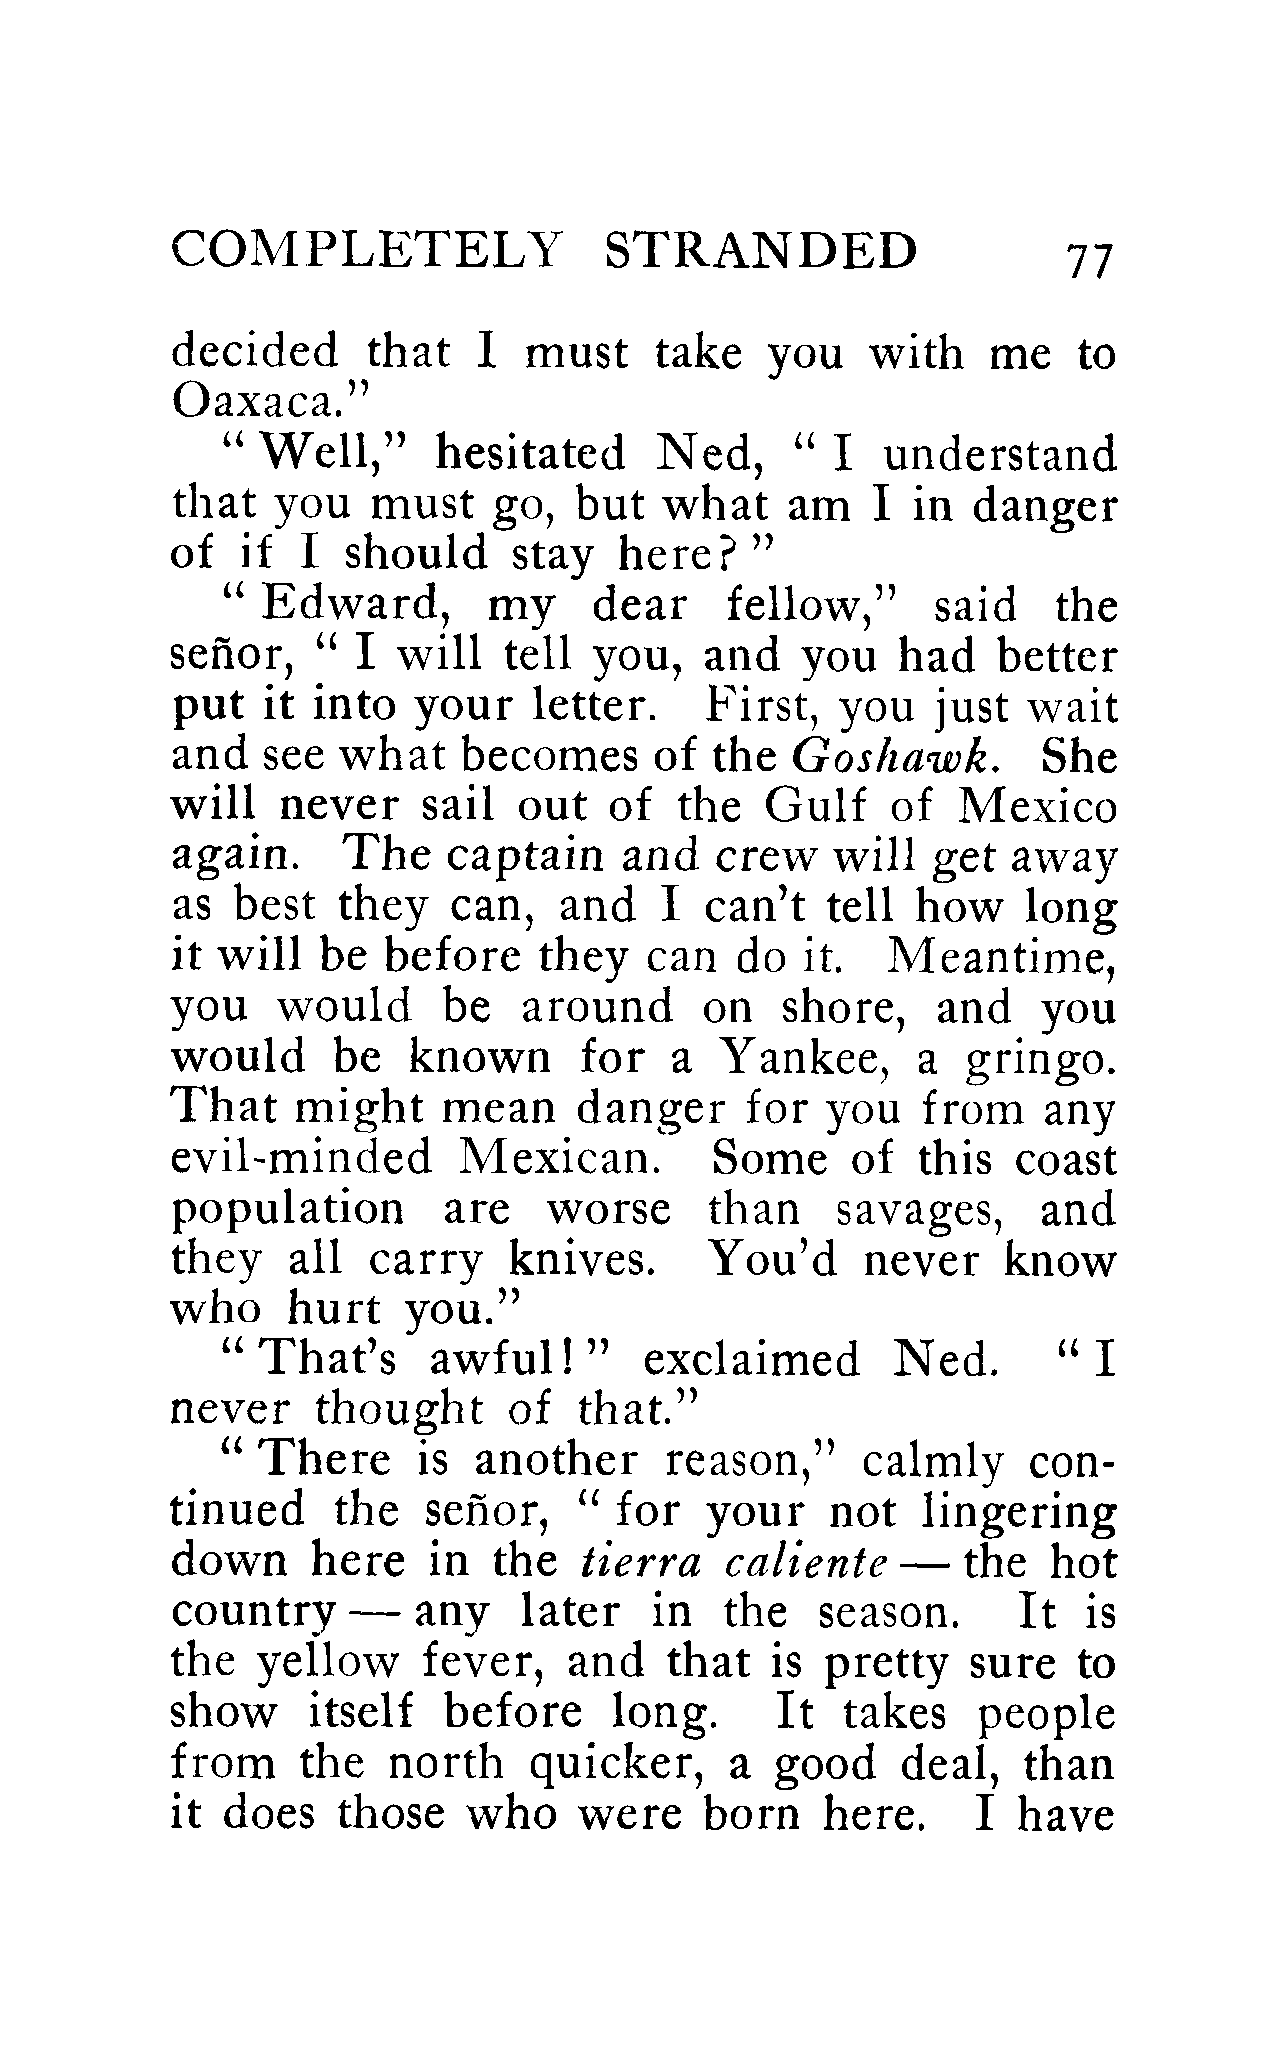 COMPLETELY STRANDED 77
decided that I must take you with me to
Oaxaca."
" Well," hesitated Ned, " I understand
that you must go, but what am I in danger
of if I should stay here? "
" Edward, my dear fellow," said the
señor, " I will tell you, and you had better
put it into your letter. First, you just wait
and see what becomes of the Goshawk. She
will never sail out of the Gulf of Mexico
again. The captain and crew will get away
as best they can, and I can't tell how long
it will be before they can do it. Meantime,
you would be around on shore, and you
would be known for a Yankee, a gringo.
That might mean danger for you from any
evil-minded Mexican. Some of this coast
population are worse than savages, and
they all carry knives. You'd never know
who hurt you."
" That's awful! " exclaimed Ned. " I
never thought of that."
" There is another reason," calmly con-
tinued the señor, " for your not lingering
down here in the tierra caliente — the hot
country — any later in the season. It is
the yellow fever, and that is pretty sure to
show itself before long. It takes people
from the north quicker, a good deal, than
it does those who were born here. I have